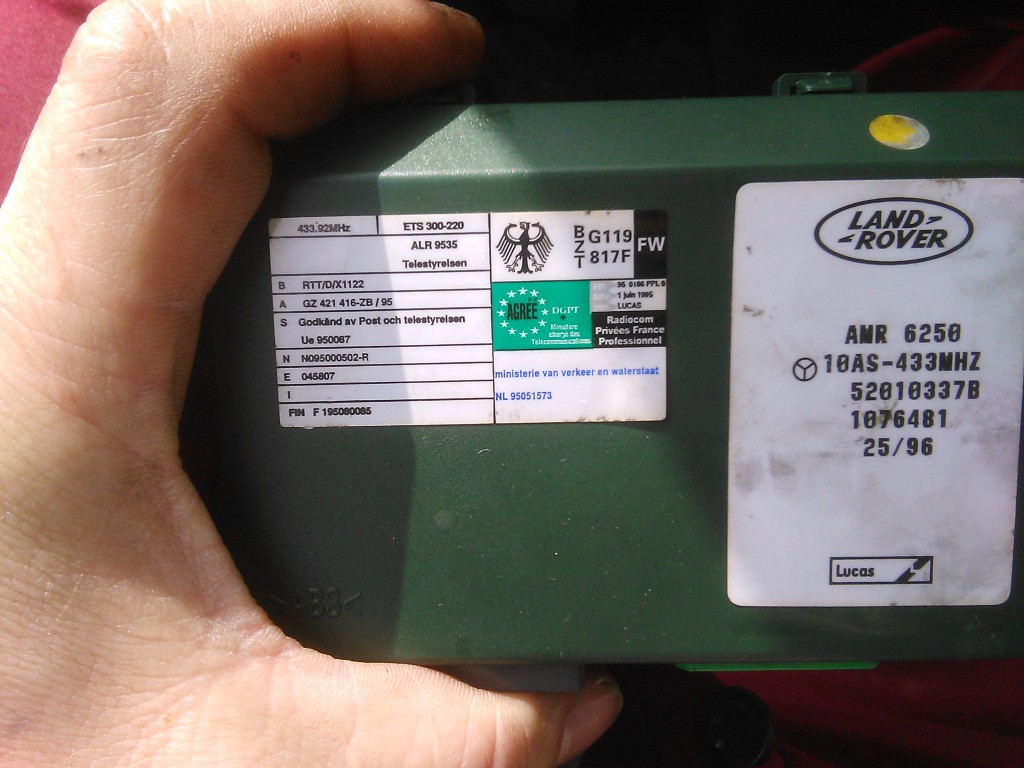 433.92MHz
ETS 300-220
ALR 9535
Telestyrelsen
B RTT/D/X1122
A GZ 421 416-ZB / 95
S Godkänd av Post och telestyrelsen
Ue 950087
N N095000502-R
E 045807
I
FIN F 195080085
BZT
G119
817F
FW
AGRÉÉ
DGPT
Ministère
chargé des
Télécommunications
95 0166 PPL 0
1 juin 1995
LUCAS
Radiocom
Privées France
Professionnel
ministerie van verkeer en waterstaat
NL 95051573
LAND-
-ROVER
AMR 6250
10AS-433MHZ
52010337B
1076481
25/96
Lucas
>ABS<